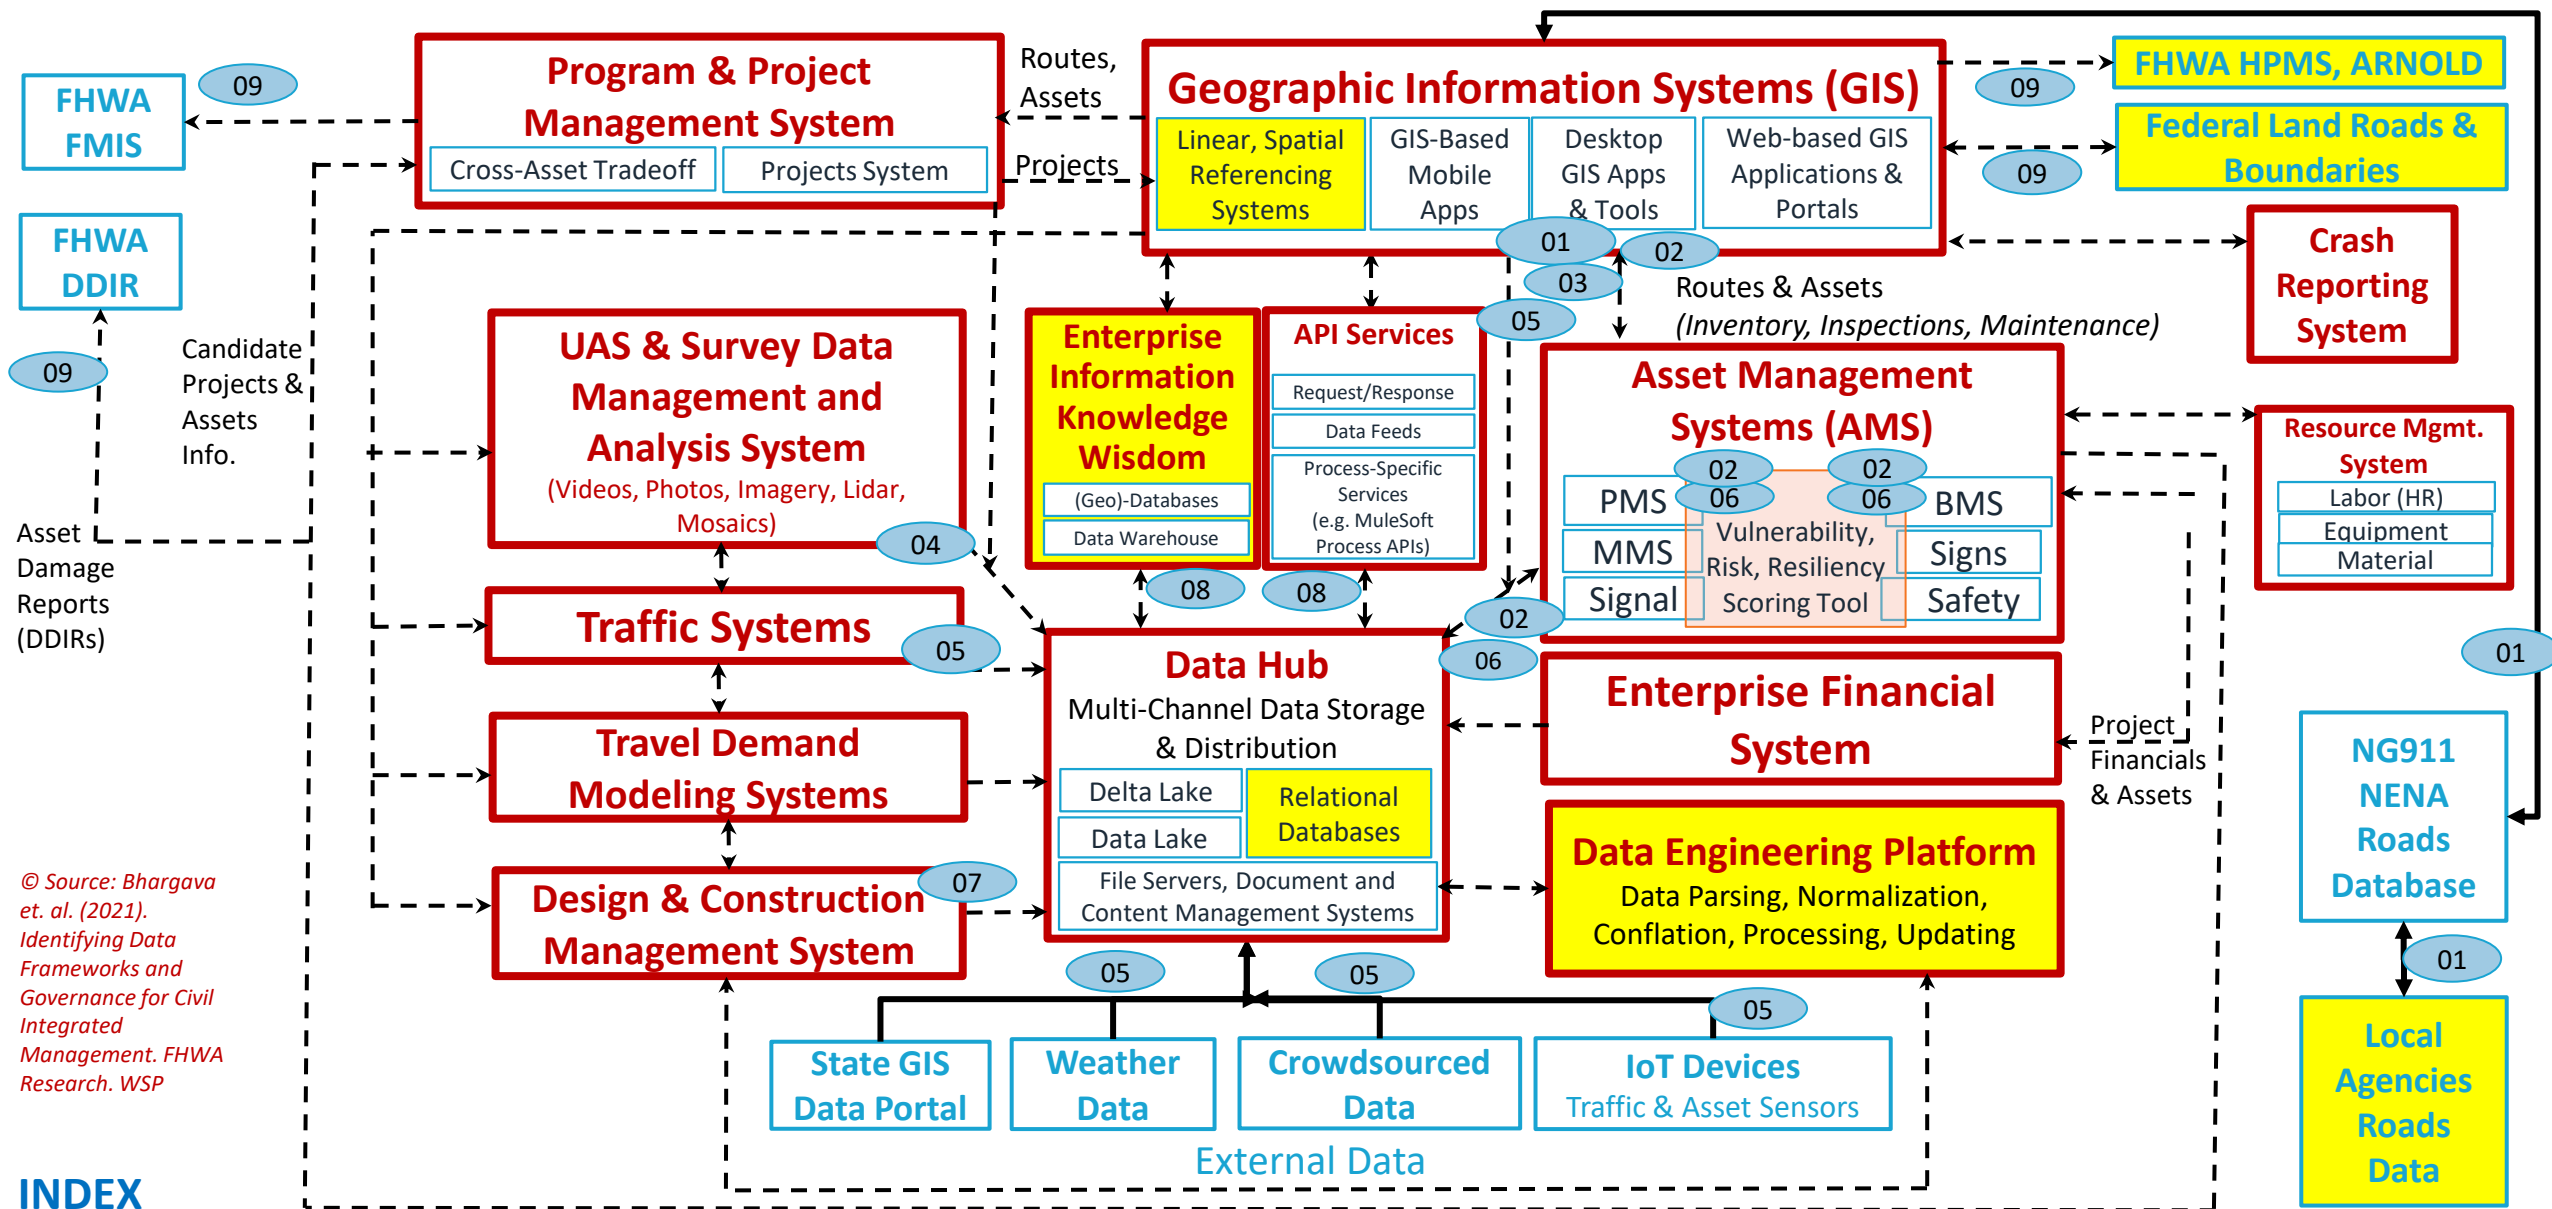 Program & Project
Management System
Cross-Asset Tradeoff
Projects System
FHWA
FMIS
09
Routes,
Assets
Projects
Geographic Information Systems (GIS)
Linear, Spatial
Referencing
Systems
GIS-Based
Mobile
Apps
Desktop
GIS Apps
& Tools
Web-based GIS
Applications &
Portals
FHWA HPMS, ARNOLD
09
Federal Land Roads &
Boundaries
09
FHWA
DDIR
09
Candidate
Projects &
Assets
Info.
Asset
Damage
Reports
(DDIRs)
01
02
03
05
Routes & Assets
(Inventory, Inspections, Maintenance)
Crash
Reporting
System
UAS & Survey Data
Management and
Analysis System
(Videos, Photos, Imagery, Lidar,
Mosaics)
04
Enterprise
Information
Knowledge
Wisdom
(Geo)-Databases
Data Warehouse
08
API Services
Request/Response
Data Feeds
Process-Specific
Services
(e.g. MuleSoft
Process APIs)
08
Asset Management
Systems (AMS)
02
02
06
06
PMS
BMS
MMS
Signs
Signal
Safety
Vulnerability,
Risk, Resiliency
Scoring Tool
Resource Mgmt.
System
Labor (HR)
Equipment
Material
Traffic Systems
05
02
06
Data Hub
Multi-Channel Data Storage
& Distribution
Delta Lake
Data Lake
Relational
Databases
File Servers, Document and
Content Management Systems
Enterprise Financial
System
Project
Financials
& Assets
01
Travel Demand
Modeling Systems
Design & Construction
Management System
07
Data Engineering Platform
Data Parsing, Normalization,
Conflation, Processing, Updating
NG911
NENA
Roads
Database
01
Local
Agencies
Roads
Data
05
05
05
State GIS
Data Portal
Weather
Data
Crowdsourced
Data
IoT Devices
Traffic & Asset Sensors
External Data
© Source: Bhargava
et. al. (2021).
Identifying Data
Frameworks and
Governance for Civil
Integrated
Management. FHWA
Research. WSP
INDEX